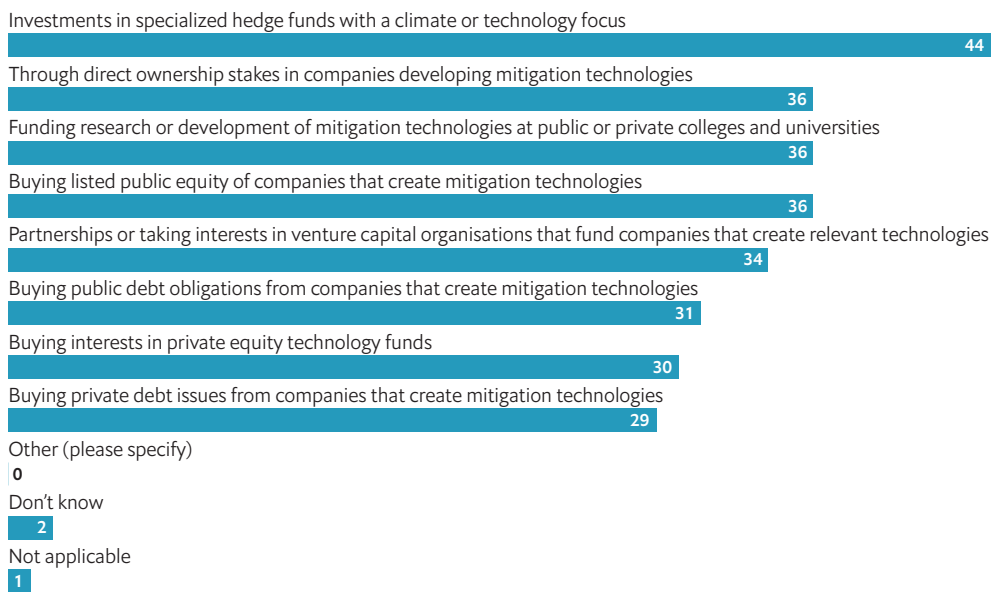 Investments in specialized hedge funds with a climate or technology focus
44
Through direct ownership stakes in companies developing mitigation technologies
36
Funding research or development of mitigation technologies at public or private colleges and universities
36
Buying listed public equity of companies that create mitigation technologies
36
Partnerships or taking interests in venture capital organisations that fund companies that create relevant technologies
34
Buying public debt obligations from companies that create mitigation technologies
31
Buying interests in private equity technology funds
30
Buying private debt issues from companies that create mitigation technologies
29
Other (please specify)
0
Don’t know
2
Not applicable
1